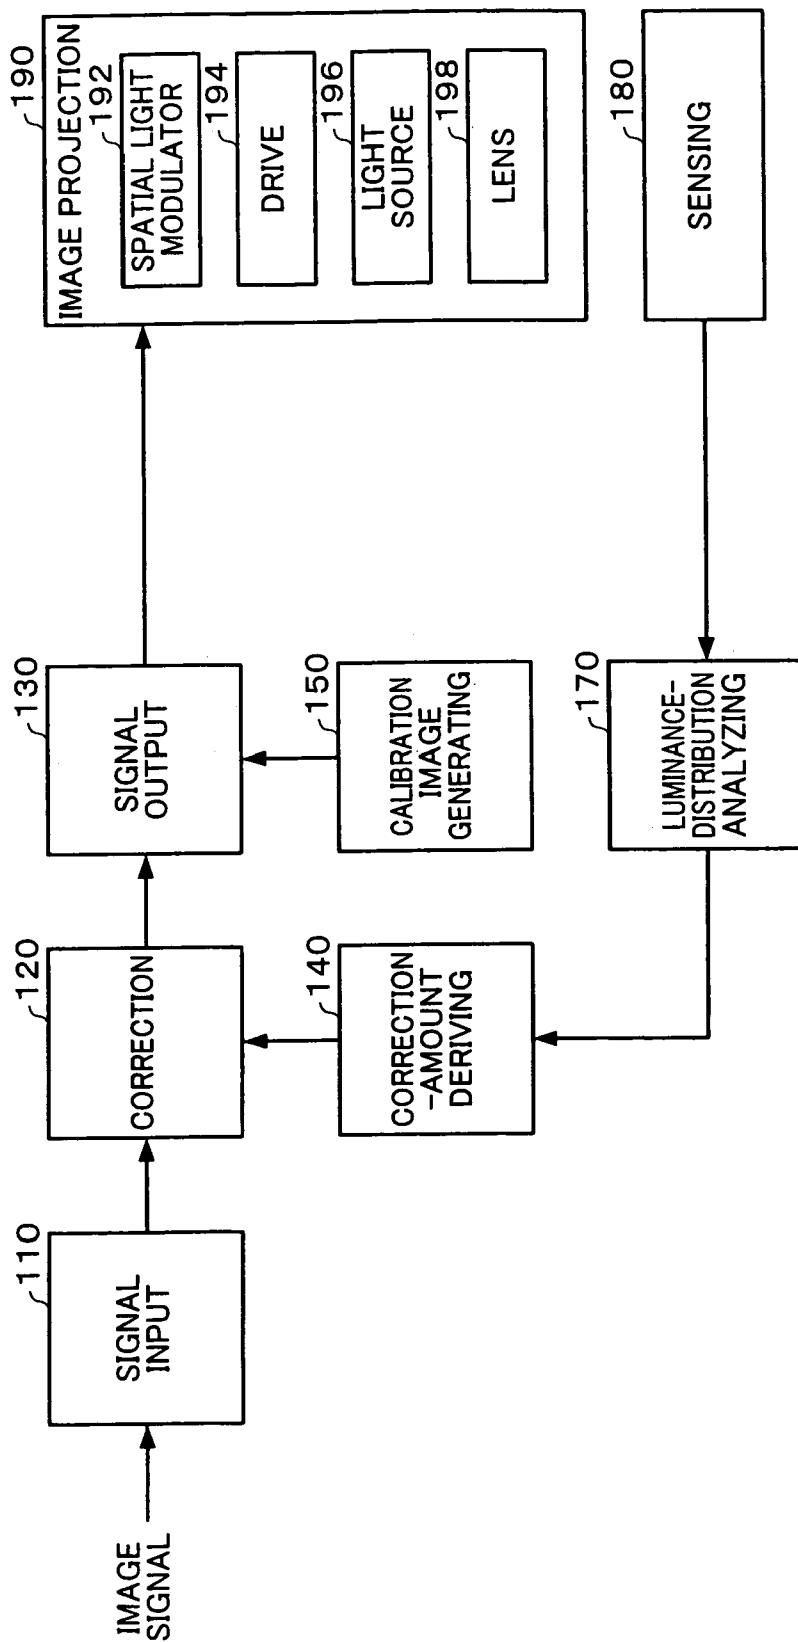 IMAGE
SIGNAL
110
SIGNAL
INPUT
120
CORRECTION
130
SIGNAL
OUTPUT
140
CORRECTION
-AMOUNT
DERIVING
150
CALIBRATION
IMAGE
GENERATING
170
LUMINANCE-
DISTRIBUTION
ANALYZING
180
SENSING
190
IMAGE PROJECTION
192
SPATIAL LIGHT
MODULATOR
194
DRIVE
196
LIGHT
SOURCE
198
LENS